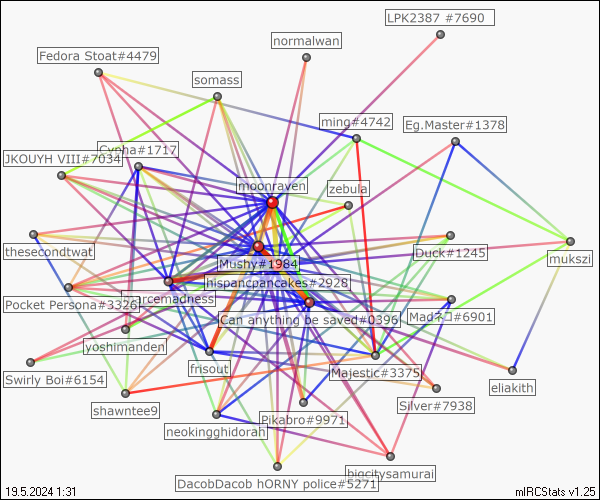 LPK2387 #7690
normalwan
Fedora Stoat#4479
somass
ming#4742
Eg.Master#1378
Cypha#1717
JKOUYH VIII#7034
moonraven
zebula
thesecondtwat
Mushy#1984
Duck#1245
mukszi
hispancpancakes#2928
Pocket Persona#3326
arcemadness
Can anything be saved#0396
Madネコ#6901
yoshimanden
frisout
Majestic#3375
Swirly Boi#6154
eliakith
shawntee9
Pikabro#9971
Silver#7938
neokingghidorah
bigcitysamurai
DacobDacob hORNY police#5271
19.5.2024 1:31
mIRCStats v1.25